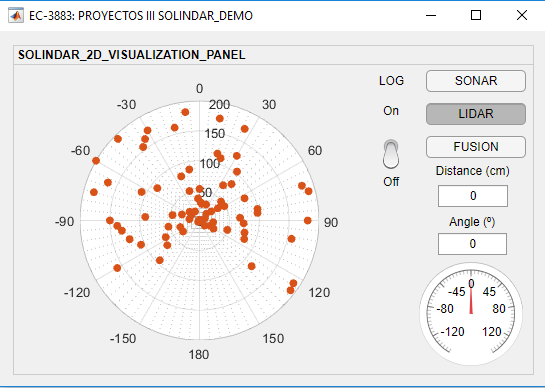 EC-3883: PROYECTOS III SOLINDAR_DEMO
SOLINDAR_2D_VISUALIZATION_PANEL
0
-30
200
30
150
-60
100
60
50
-90
90
-120
120
-150
150
180
LOG
SONAR
On
LIDAR
FUSION
Off
Distance (cm)
0
Angle (º)
0
0
-45
45
-80
80
-120
120